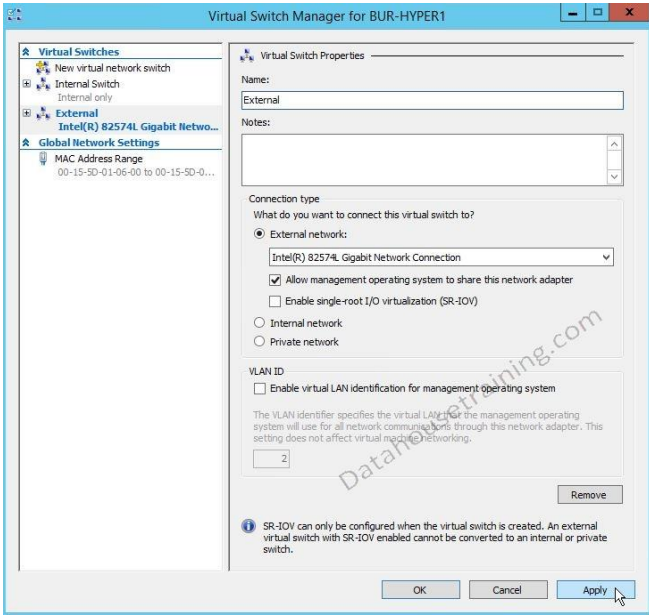 Virtual Switch Manager for BUR-HYPER1
Virtual Switches
New virtual network switch
Internal Switch
Internal only
External
Intel(R) 82574L Gigabit Netwo...
Global Network Settings
MAC Address Range
00-15-5D-01-06-00 to 00-15-5D-0...
Virtual Switch Properties
Name:
External
Notes:
Connection type
What do you want to connect this virtual switch to?
External network:
Intel(R) 82574L Gigabit Network Connection
Allow management operating system to share this network adapter
Enable single-root I/O virtualization (SR-IOV)
Internal network
Private network
VLAN ID
Enable virtual LAN identification for management operating system
The VLAN identifier specifies the virtual LAN that the management operating
system will use for all network communications through this network adapter. This
setting does not affect virtual machine networking.
2
Datahousetraining.com
Remove
SR-IOV can only be configured when the virtual switch is created. An external
virtual switch with SR-IOV enabled cannot be converted to an internal or private
switch.
OK
Cancel
Apply